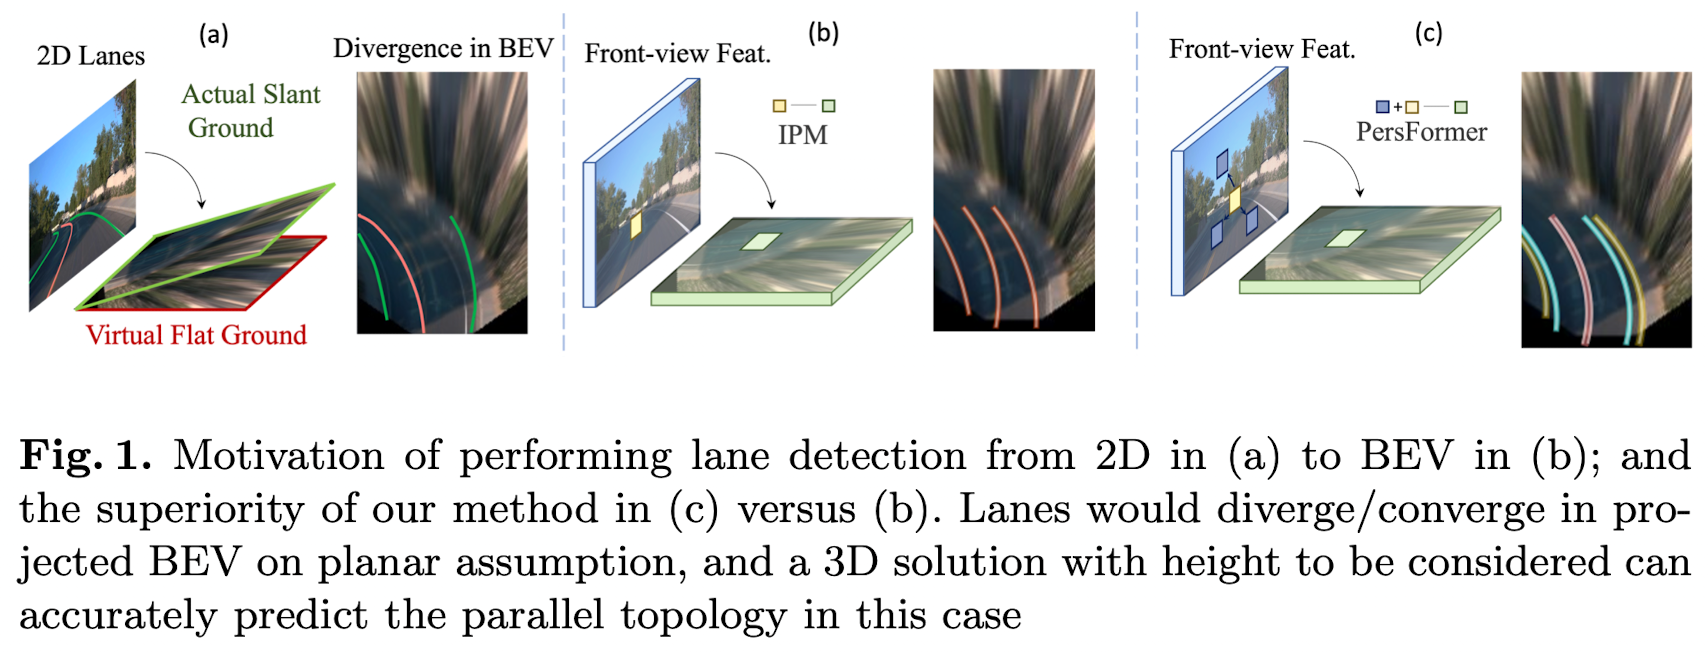 (a)
2D Lanes
Actual Slant
Ground
Virtual Flat Ground
Divergence in BEV
(b)
Front-view Feat.
IPM
(c)
Front-view Feat.
+
PersFormer
Fig. 1. Motivation of performing lane detection from 2D in (a) to BEV in (b); and
the superiority of our method in (c) versus (b). Lanes would diverge/converge in pro-
jected BEV on planar assumption, and a 3D solution with height to be considered can
accurately predict the parallel topology in this case